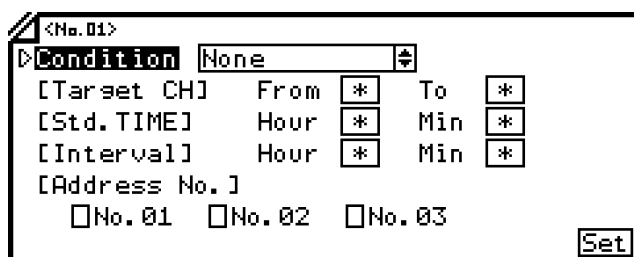 <No.01>
Condition None
[Target CH] From * To *
[Std.TIME] Hour * Min *
[Interval] Hour * Min *
[Address No.]
No.01 No.02 No.03
Set